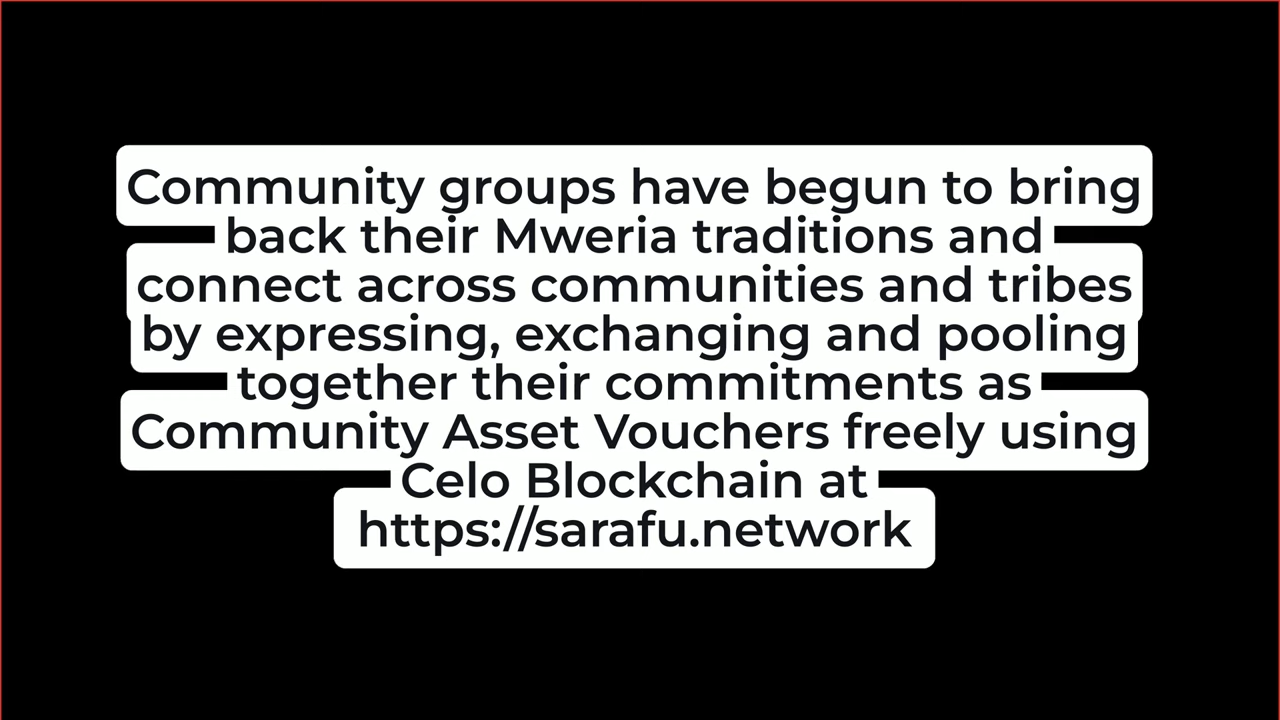 Community groups have begun to bring
back their Mweria traditions and
connect across communities and tribes
by expressing, exchanging and pooling
together their commitments as
Community Asset Vouchers freely using
Celo Blockchain at
https://sarafu.network